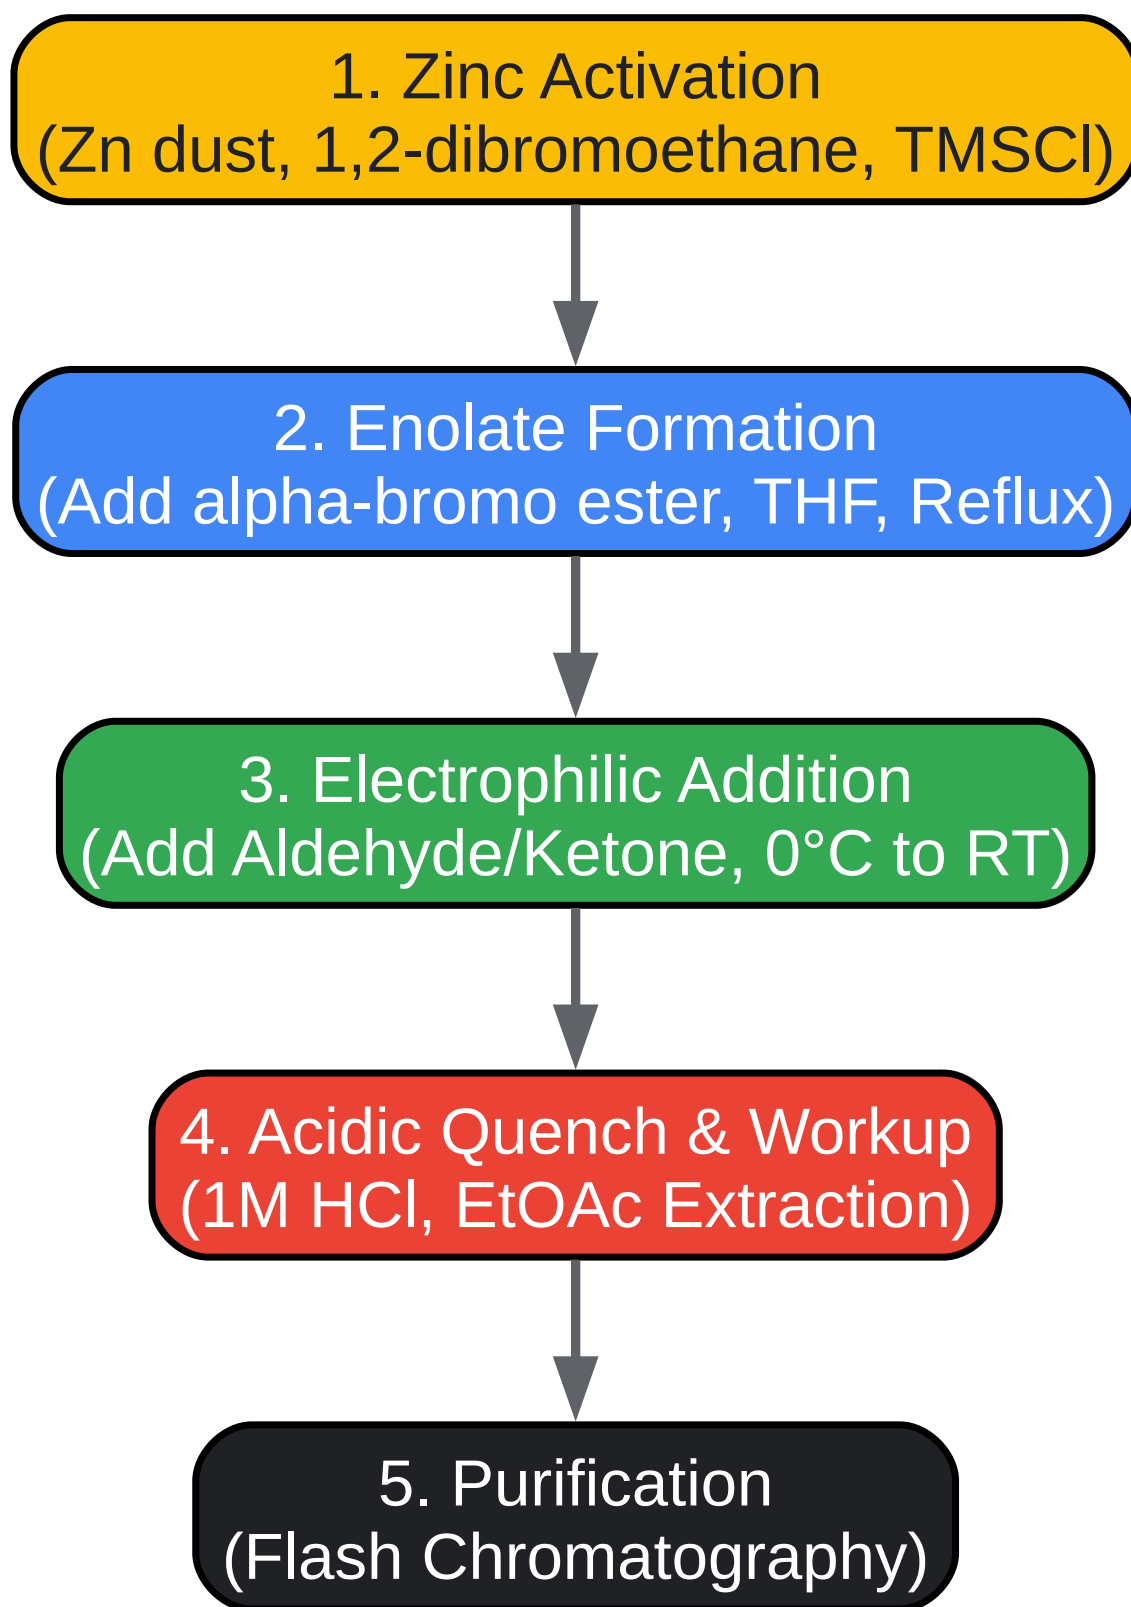 1. Zinc Activation
(Zn dust, 1,2-dibromoethane, TMSCl)
2. Enolate Formation
(Add alpha-bromo ester, THF, Reflux)
3. Electrophilic Addition
(Add Aldehyde/Ketone, 0°C to RT)
4. Acidic Quench & Workup
(1M HCl, EtOAc Extraction)
5. Purification
(Flash Chromatography)